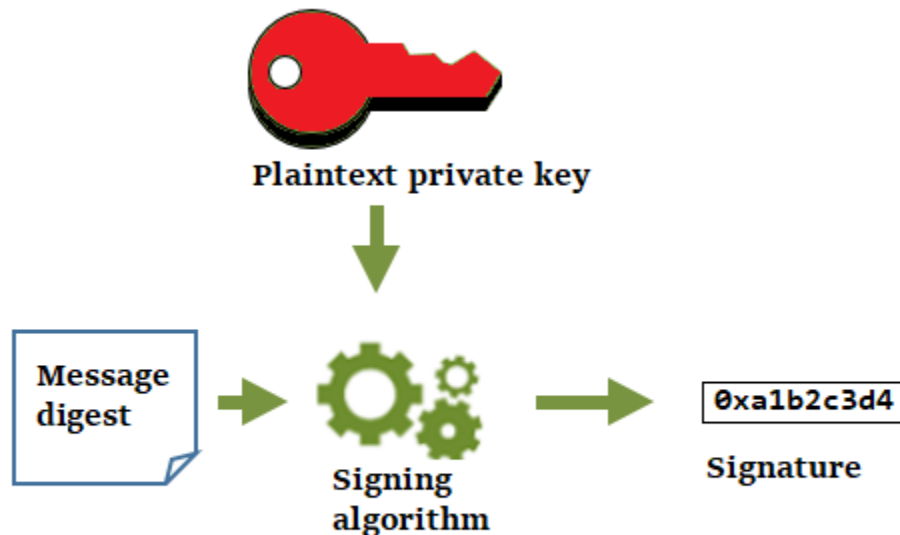 Plaintext private key
Message
digest
0xa1b2c3d4
Signature
Signing
algorithm